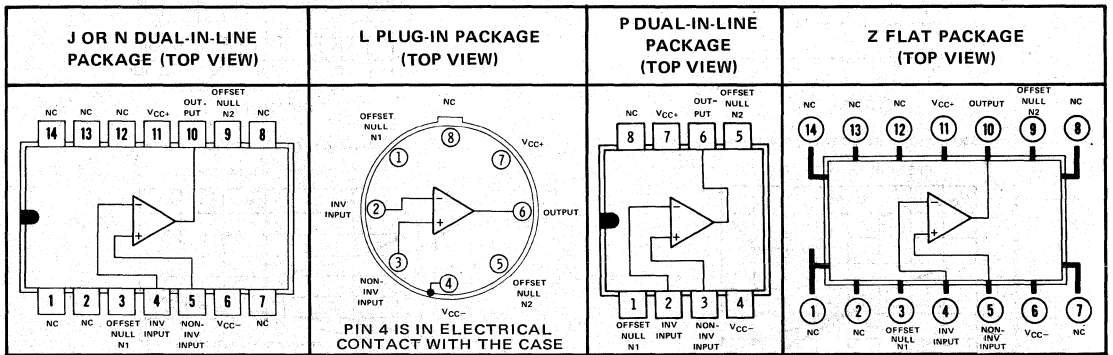 J OR N DUAL-IN-LINE
PACKAGE (TOP VIEW)
NC NC NC VCC+ OUT-PUT OFFSET NULL N2 NC
14 13 12 11 10 9 8
1 2 3 4 5 6 7
NC NC OFFSET NULL N1 INV INPUT NON-INV INPUT VCC− NC
L PLUG-IN PACKAGE
(TOP VIEW)
NC
8
OFFSET NULL N1
1
7
VCC+
INV INPUT
2
−
+
6
OUTPUT
3
NON-INV INPUT
4
VCC−
5
OFFSET NULL N2
PIN 4 IS IN ELECTRICAL
CONTACT WITH THE CASE
P DUAL-IN-LINE
PACKAGE
(TOP VIEW)
NC VCC+ OUT-PUT OFFSET NULL N2
8 7 6 5
−
+
1 2 3 4
OFFSET NULL N1 INV INPUT NON-INV INPUT VCC−
Z FLAT PACKAGE
(TOP VIEW)
NC NC NC VCC+ OUTPUT OFFSET NULL N2 NC
14 13 12 11 10 9 8
−
+
1 2 3 4 5 6 7
NC NC OFFSET NULL N1 INV INPUT NON-INV INPUT VCC− NC